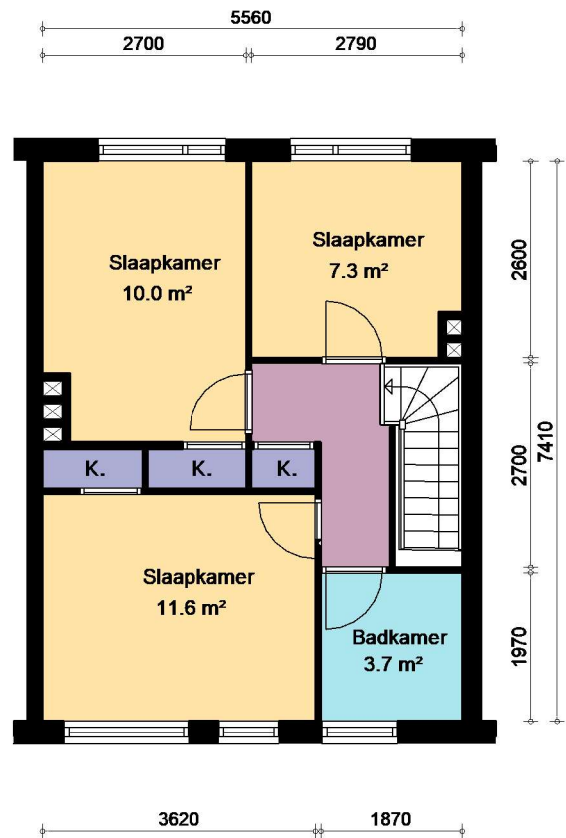 5560
2700
2790
Slaapkamer
10.0 m²
Slaapkamer
7.3 m²
2600
K.
K.
K.
2700
7410
Slaapkamer
11.6 m²
Badkamer
3.7 m²
1970
3620
1870